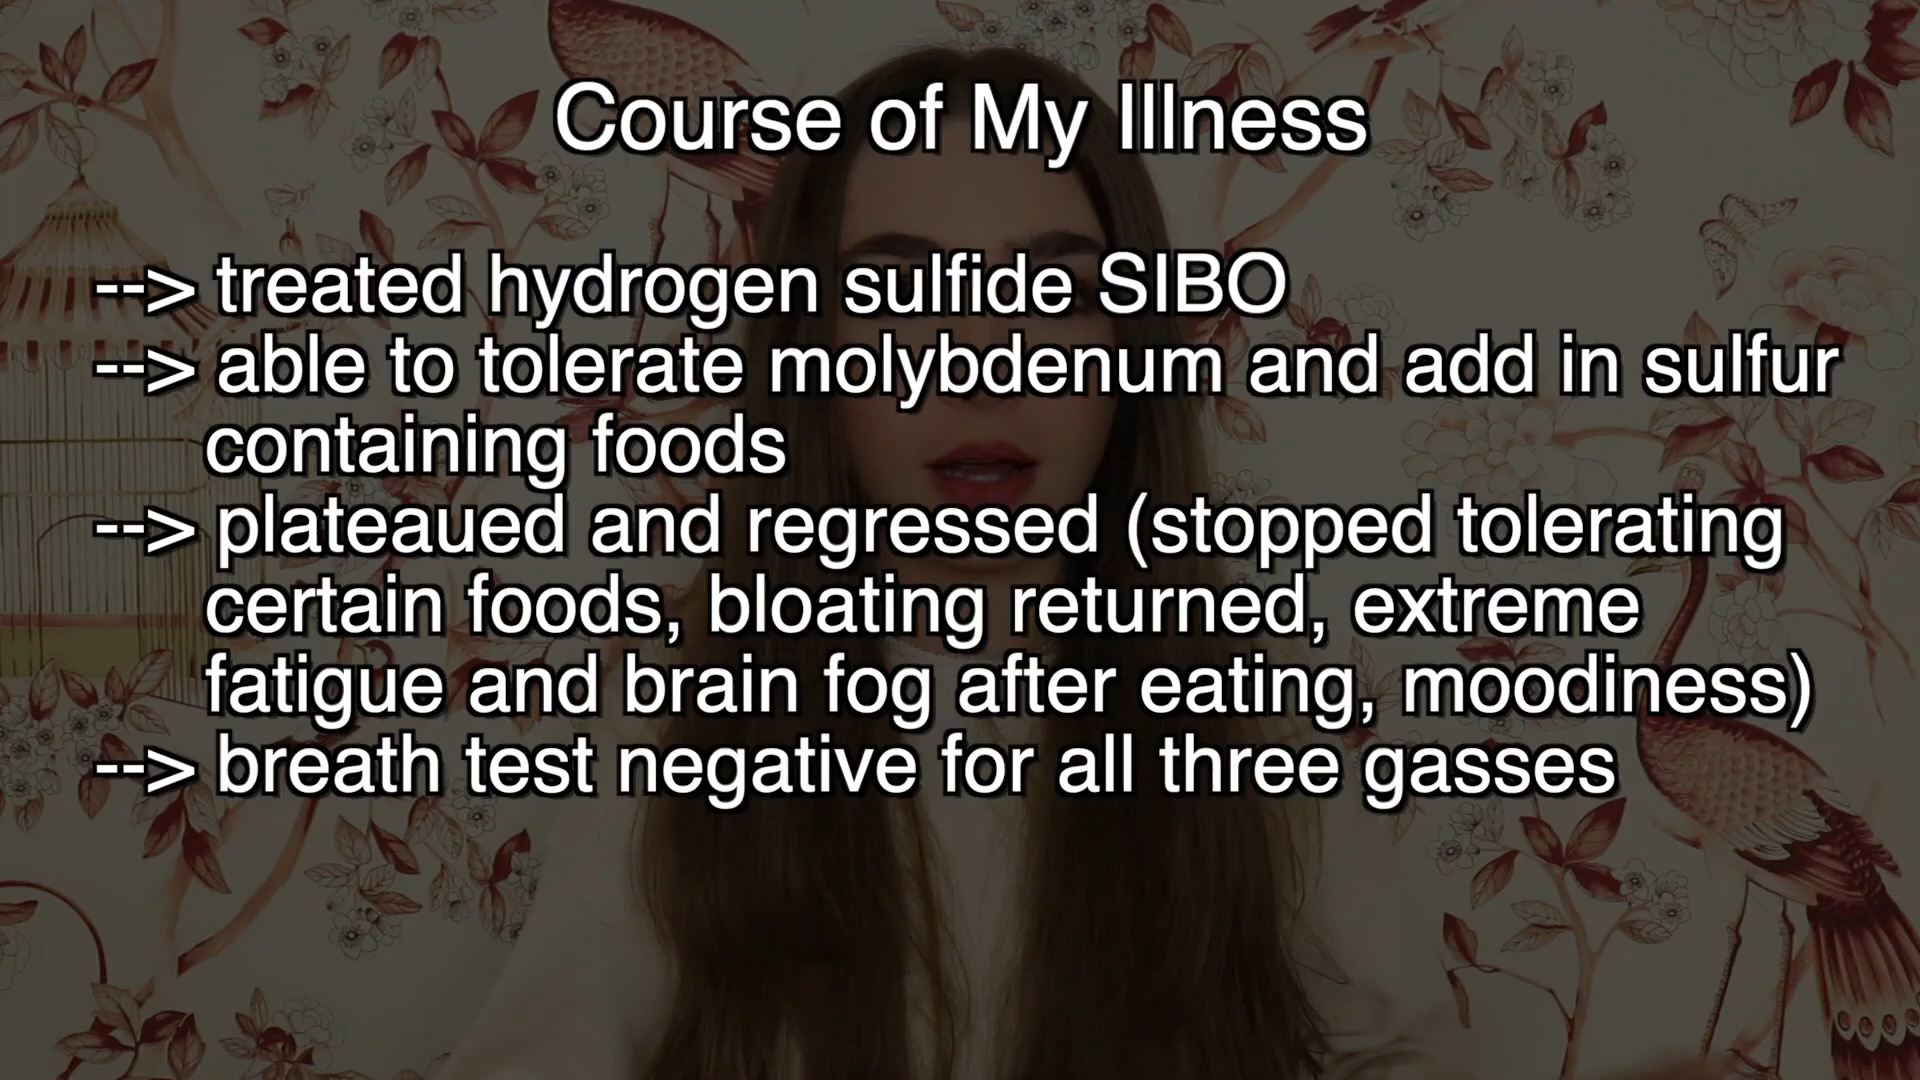 Course of My Illness
--> treated hydrogen sulfide SIBO
--> able to tolerate molybdenum and add in sulfur
containing foods
--> plateaued and regressed (stopped tolerating
certain foods, bloating returned, extreme
fatigue and brain fog after eating, moodiness)
--> breath test negative for all three gasses